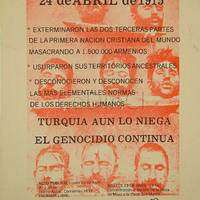 24 de ABRIL de 1915
* EXTERMINARON LAS DOS TERCERAS PARTES
DE LA PRIMERA NACION CRISTIANA DEL MUNDO
MASACRANDO A 1.500.000 ARMENIOS
* USURPARON SUS TERRITORIOS ANCESTRALES
* DESCONOCIERON Y DESCONOCEN
LAS MAS ELEMENTALES NORMAS
DE LOS DERECHOS HUMANOS
TURQUIA AUN LO NIEGA
EL GENOCIDIO CONTINUA